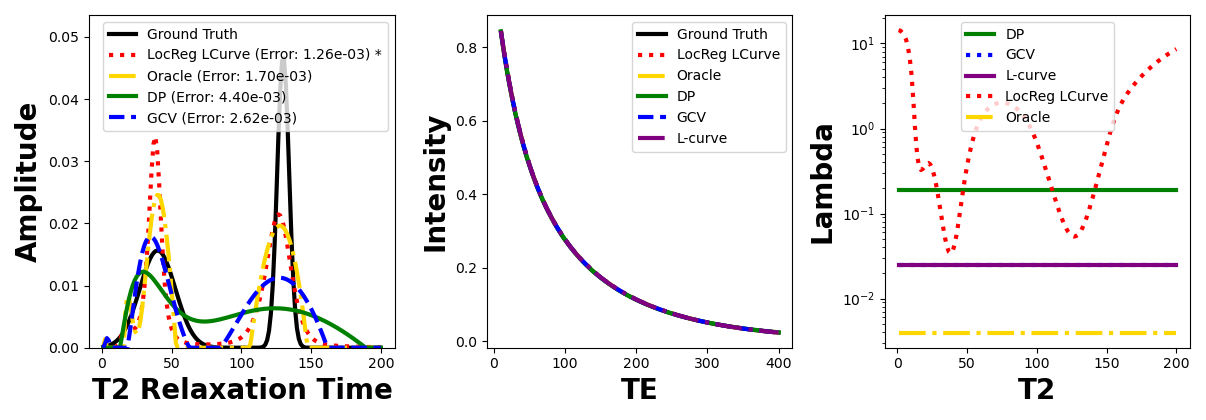 Ground Truth
LocReg LCurve (Error: 1.26e-03) *
Oracle (Error: 1.70e-03)
DP (Error: 4.40e-03)
GCV (Error: 2.62e-03)
Amplitude
0.05
0.04
0.03
0.02
0.01
0.00
0
50
100
150
200
T2 Relaxation Time
Ground Truth
LocReg LCurve
Oracle
DP
GCV
L-curve
Intensity
0.8
0.6
0.4
0.2
0.0
0
100
200
300
400
TE
DP
GCV
L-curve
LocReg LCurve
Oracle
Lambda
10¹
10⁰
10⁻¹
10⁻²
0
50
100
150
200
T2